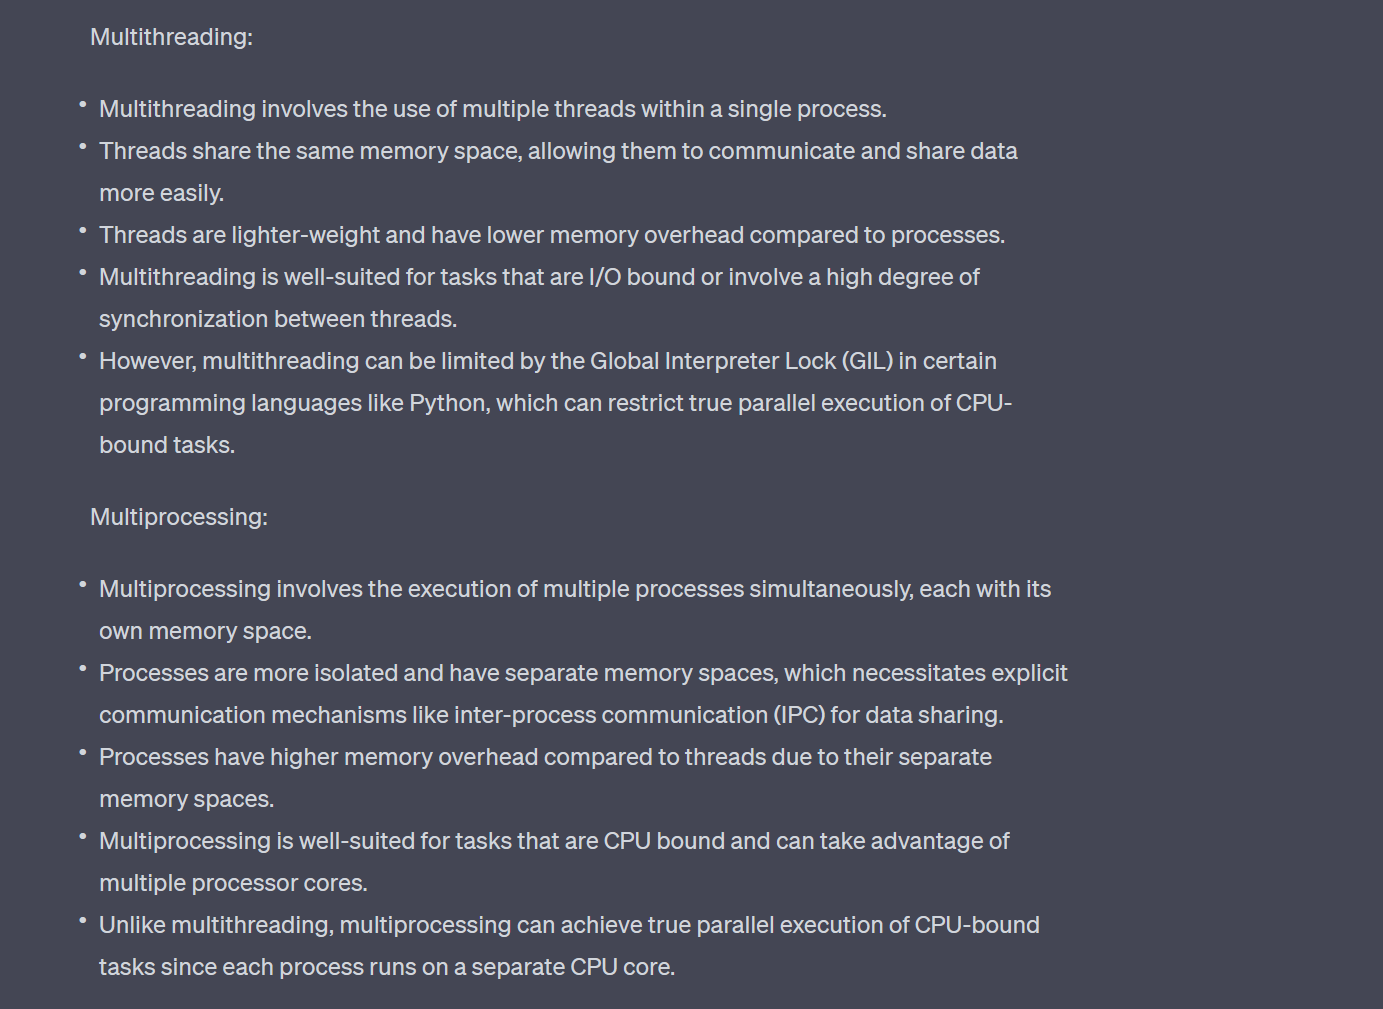 Multithreading:
• Multithreading involves the use of multiple threads within a single process.
• Threads share the same memory space, allowing them to communicate and share data
more easily.
• Threads are lighter-weight and have lower memory overhead compared to processes.
• Multithreading is well-suited for tasks that are I/O bound or involve a high degree of
synchronization between threads.
• However, multithreading can be limited by the Global Interpreter Lock (GIL) in certain
programming languages like Python, which can restrict true parallel execution of CPU-
bound tasks.
Multiprocessing:
• Multiprocessing involves the execution of multiple processes simultaneously, each with its
own memory space.
• Processes are more isolated and have separate memory spaces, which necessitates explicit
communication mechanisms like inter-process communication (IPC) for data sharing.
• Processes have higher memory overhead compared to threads due to their separate
memory spaces.
• Multiprocessing is well-suited for tasks that are CPU bound and can take advantage of
multiple processor cores.
• Unlike multithreading, multiprocessing can achieve true parallel execution of CPU-bound
tasks since each process runs on a separate CPU core.